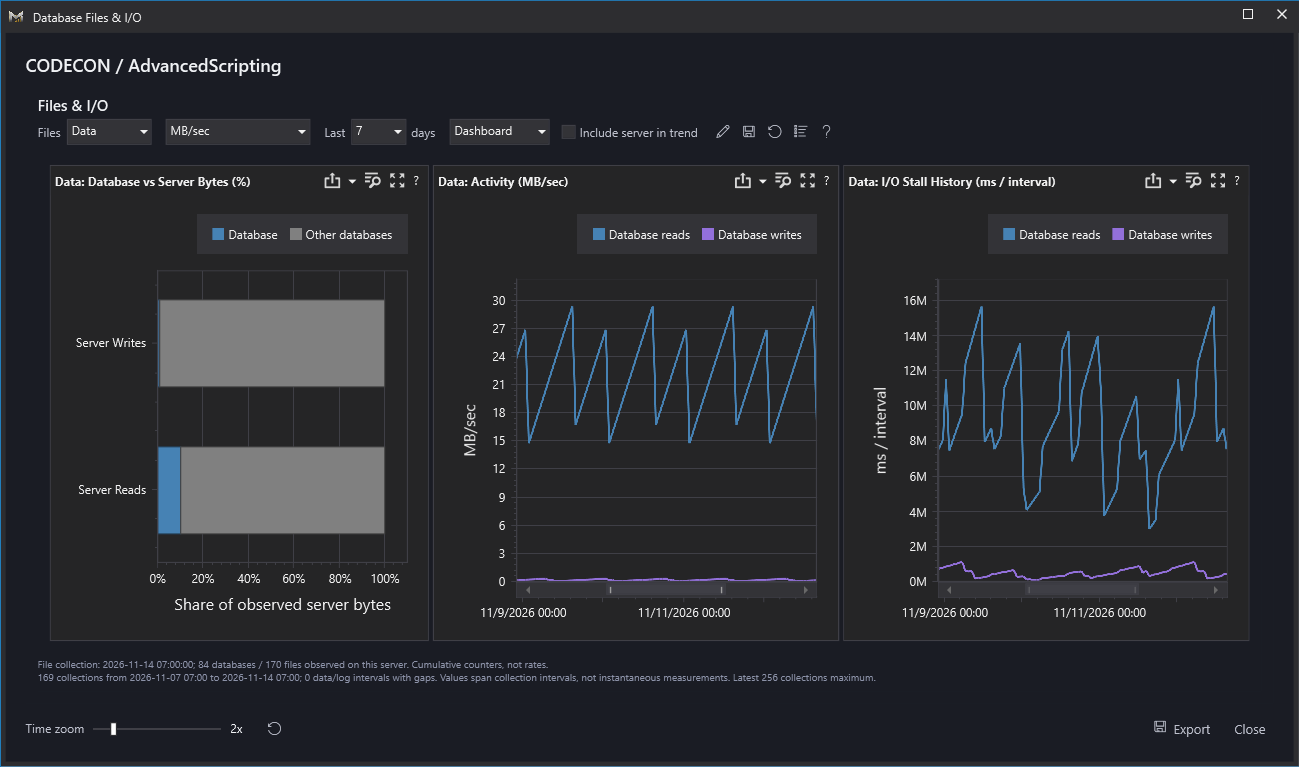 Database Files & I/O
CODECON / AdvancedScripting
Files & I/O
Files Data MB/sec Last 7 days Dashboard Include server in trend ?
Data: Database vs Server Bytes (%) ?
Database Other databases
Server Writes
Server Reads
0% 20% 40% 60% 80% 100%
Share of observed server bytes
Data: Activity (MB/sec) ?
Database reads Database writes
30
27
24
21
18
15
12
9
6
3
0
MB/sec
11/9/2026 00:00 11/11/2026 00:00
Data: I/O Stall History (ms / interval) ?
Database reads Database writes
16M
14M
12M
10M
8M
6M
4M
2M
0M
ms / interval
11/9/2026 00:00 11/11/2026 00:00
File collection: 2026-11-14 07:00:00; 84 databases / 170 files observed on this server. Cumulative counters, not rates.
169 collections from 2026-11-07 07:00 to 2026-11-14 07:00; 0 data/log intervals with gaps. Values span collection intervals, not instantaneous measurements. Latest 256 collections maximum.
Time zoom 2x Export Close